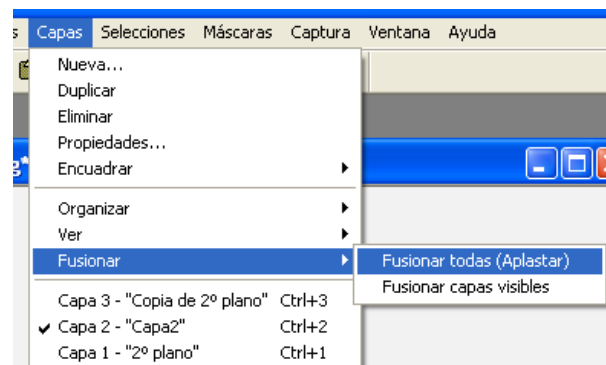 s Capas Selecciones Máscaras Captura Ventana Ayuda
Nueva...
Duplicar
Eliminar
Propiedades...
g*
Encuadrar
Organizar
Ver
Fusionar
Fusionar todas (Aplastar)
Fusionar capas visibles
Capa 3 - "Copia de 2º plano" Ctrl+3
Capa 2 - "Capa2" Ctrl+2
Capa 1 - "2º plano" Ctrl+1